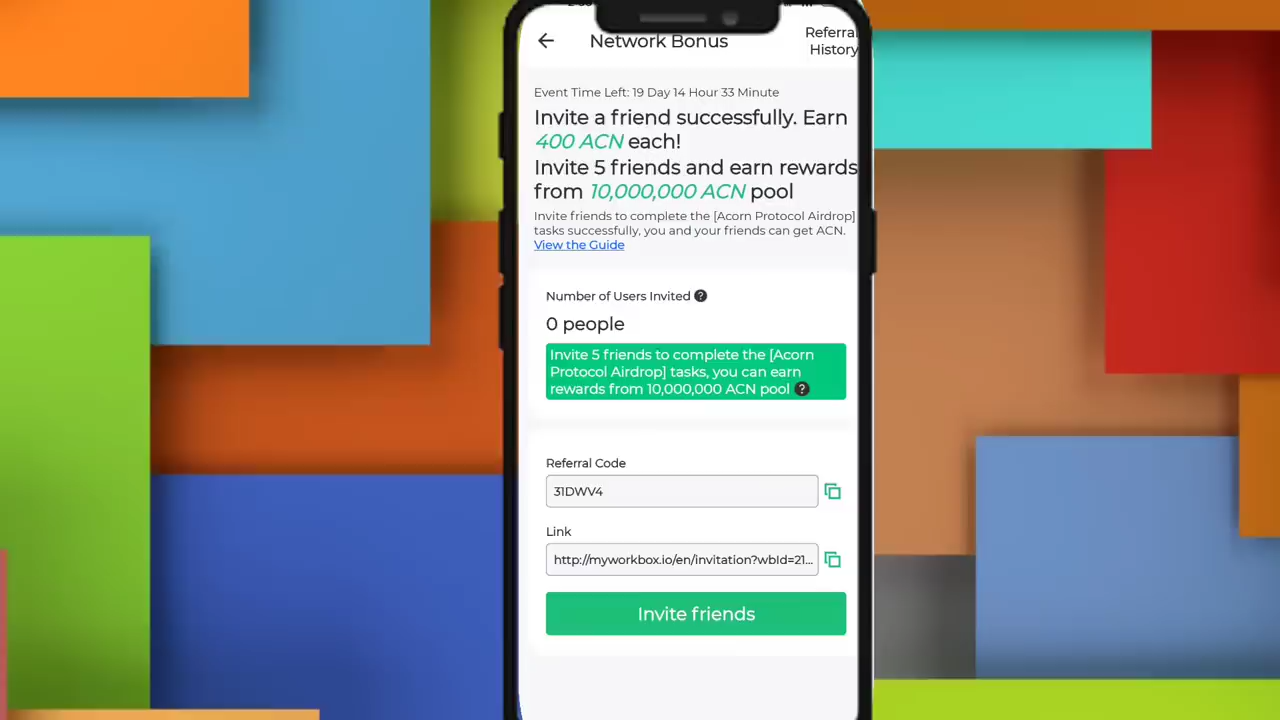 Network Bonus
Referral
History
Event Time Left: 19 Day 14 Hour 33 Minute
Invite a friend successfully. Earn
400 ACN each!
Invite 5 friends and earn rewards
from 10,000,000 ACN pool
Invite friends to complete the [Acorn Protocol Airdrop]
tasks successfully, you and your friends can get ACN.
View the Guide
Number of Users Invited ?
0 people
Invite 5 friends to complete the [Acorn
Protocol Airdrop] tasks, you can earn
rewards from 10,000,000 ACN pool ?
Referral Code
31DWV4
Link
http://myworkbox.io/en/invitation?wbId=21...
Invite friends